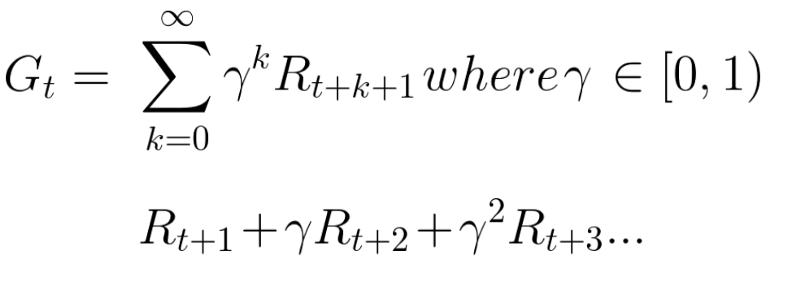 G_t = \sum_{k=0}^{\infty} \gamma^k R_{t+k+1} where \gamma \in [0, 1)
R_{t+1} + \gamma R_{t+2} + \gamma^2 R_{t+3}...